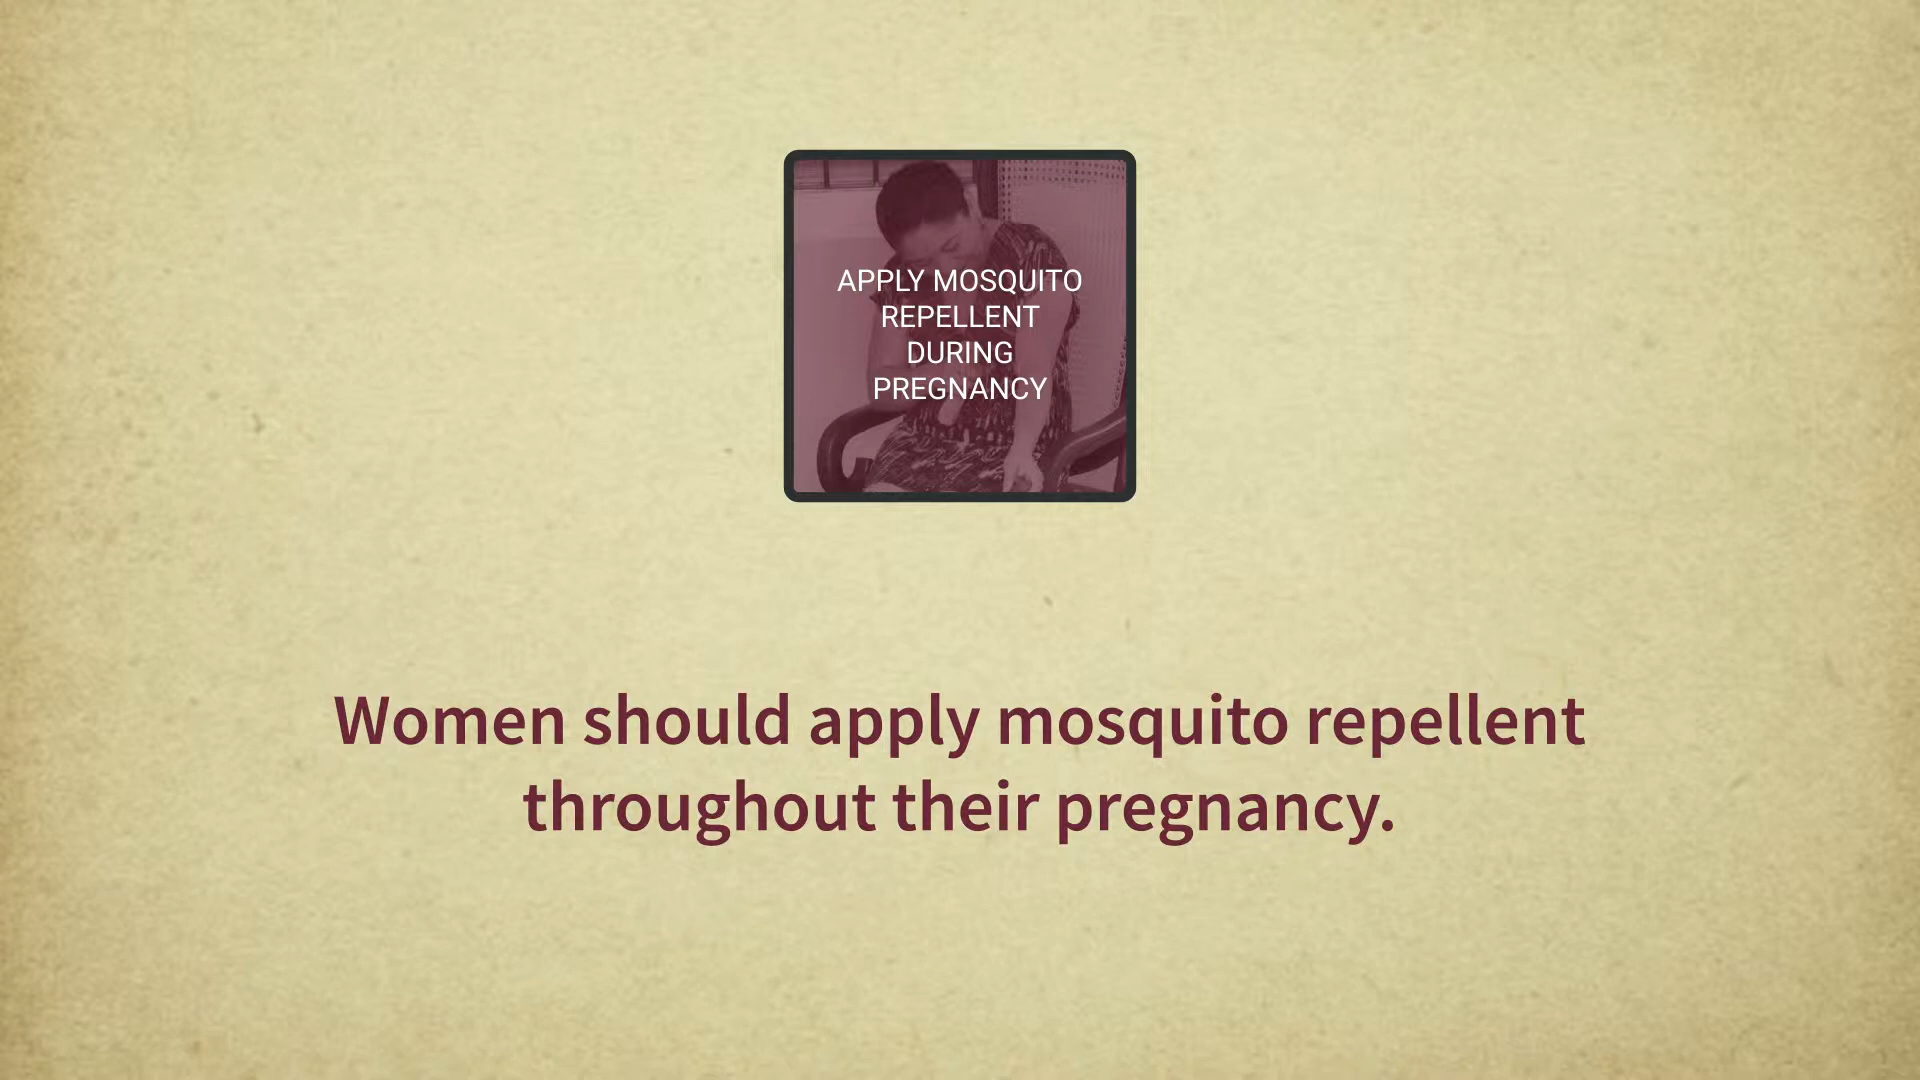 APPLY MOSQUITO
REPELLENT
DURING
PREGNANCY
Women should apply mosquito repellent
throughout their pregnancy.